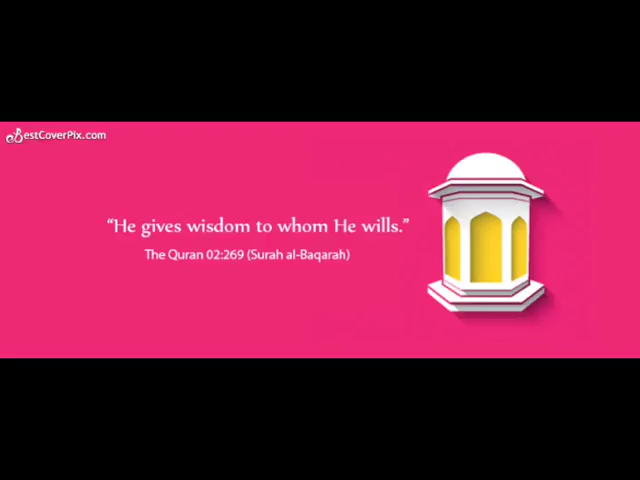 BestCoverPix.com
“He gives wisdom to whom He wills.”
The Quran 02:269 (Surah al-Baqarah)